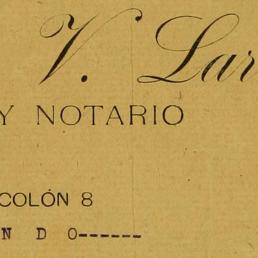 V. Lar
Y NOTARIO
COLÓN 8
N D O------